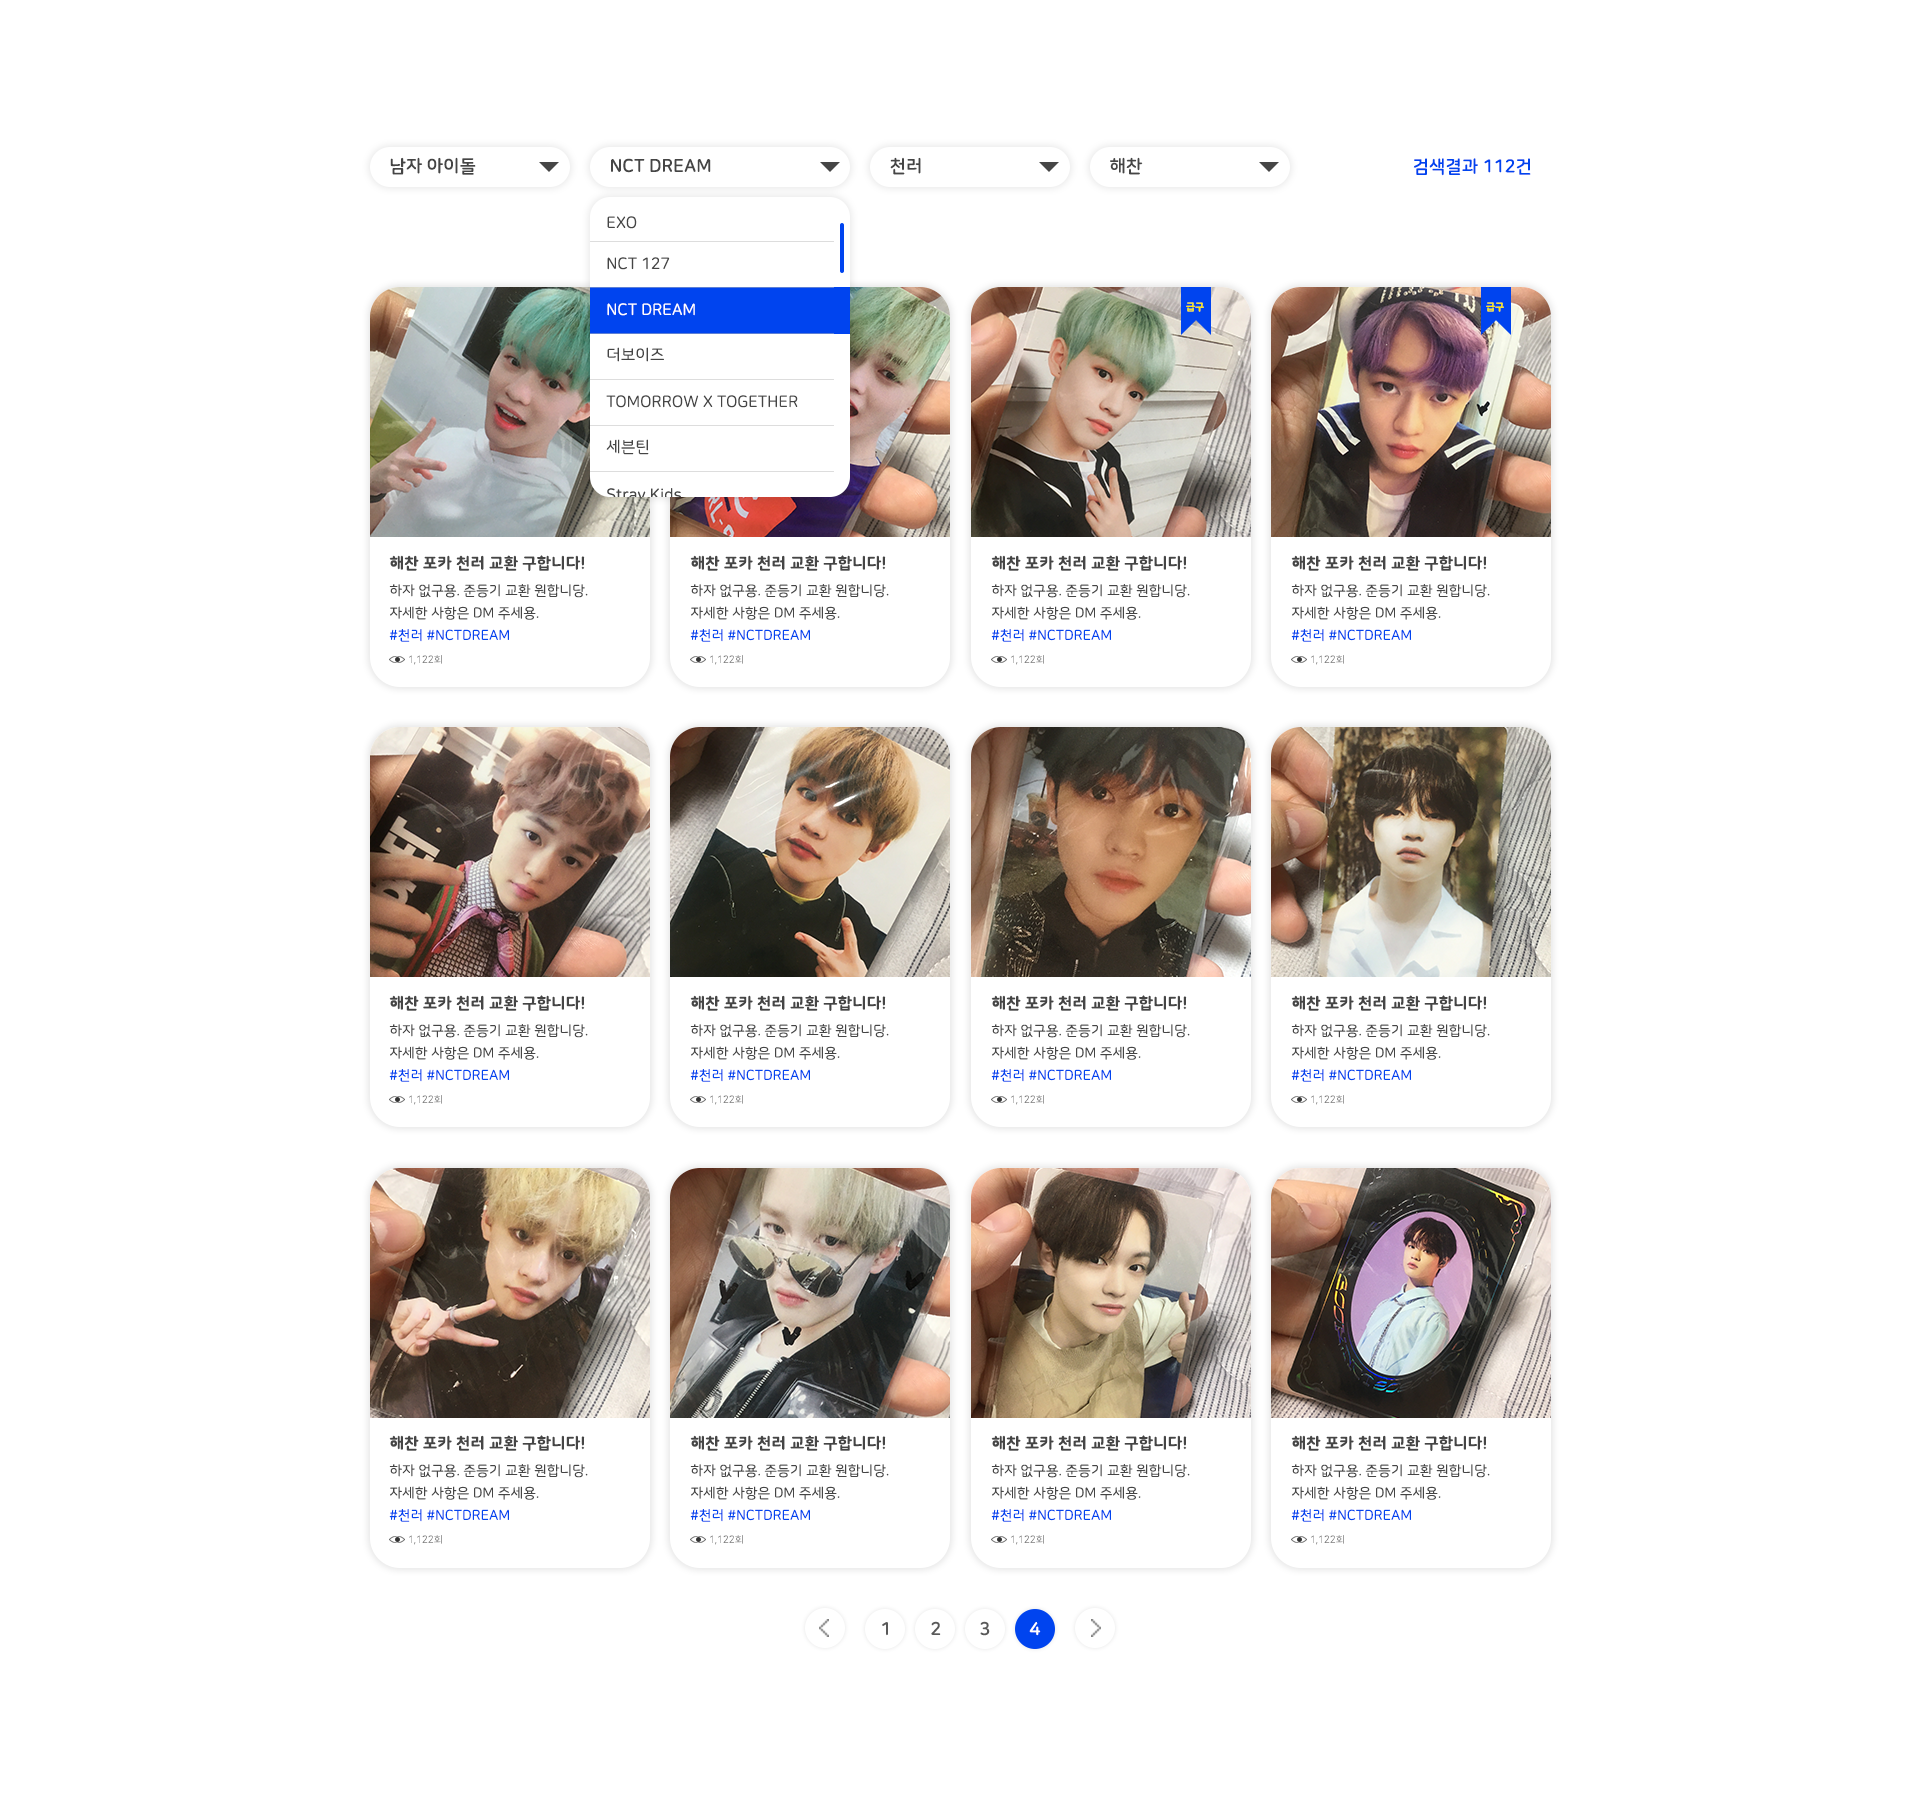 남자 아이돌
NCT DREAM
천러
해찬
검색결과 112건
EXO
NCT 127
NCT DREAM
더보이즈
TOMORROW X TOGETHER
세븐틴
Stray Kids
급구
급구
해찬 포카 천러 교환 구합니다!
하자 없구용. 준등기 교환 원합니당.
자세한 사항은 DM 주세용.
#천러 #NCTDREAM
1,122회
해찬 포카 천러 교환 구합니다!
하자 없구용. 준등기 교환 원합니당.
자세한 사항은 DM 주세용.
#천러 #NCTDREAM
1,122회
해찬 포카 천러 교환 구합니다!
하자 없구용. 준등기 교환 원합니당.
자세한 사항은 DM 주세용.
#천러 #NCTDREAM
1,122회
해찬 포카 천러 교환 구합니다!
하자 없구용. 준등기 교환 원합니당.
자세한 사항은 DM 주세용.
#천러 #NCTDREAM
1,122회
해찬 포카 천러 교환 구합니다!
하자 없구용. 준등기 교환 원합니당.
자세한 사항은 DM 주세용.
#천러 #NCTDREAM
1,122회
해찬 포카 천러 교환 구합니다!
하자 없구용. 준등기 교환 원합니당.
자세한 사항은 DM 주세용.
#천러 #NCTDREAM
1,122회
해찬 포카 천러 교환 구합니다!
하자 없구용. 준등기 교환 원합니당.
자세한 사항은 DM 주세용.
#천러 #NCTDREAM
1,122회
해찬 포카 천러 교환 구합니다!
하자 없구용. 준등기 교환 원합니당.
자세한 사항은 DM 주세용.
#천러 #NCTDREAM
1,122회
해찬 포카 천러 교환 구합니다!
하자 없구용. 준등기 교환 원합니당.
자세한 사항은 DM 주세용.
#천러 #NCTDREAM
1,122회
해찬 포카 천러 교환 구합니다!
하자 없구용. 준등기 교환 원합니당.
자세한 사항은 DM 주세용.
#천러 #NCTDREAM
1,122회
해찬 포카 천러 교환 구합니다!
하자 없구용. 준등기 교환 원합니당.
자세한 사항은 DM 주세용.
#천러 #NCTDREAM
1,122회
해찬 포카 천러 교환 구합니다!
하자 없구용. 준등기 교환 원합니당.
자세한 사항은 DM 주세용.
#천러 #NCTDREAM
1,122회
1 2 3 4